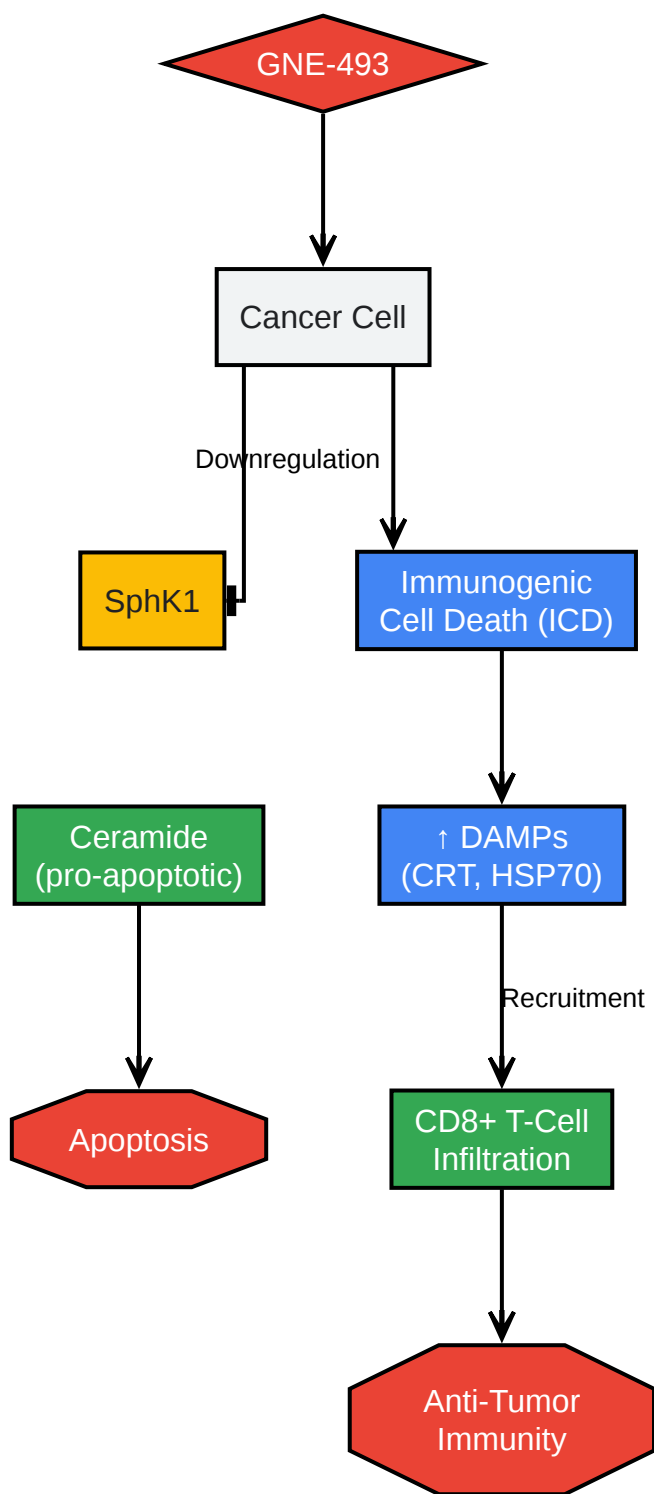 GNE-493
Cancer Cell
Downregulation
SphK1
Immunogenic
Cell Death (ICD)
Ceramide
(pro-apoptotic)
↑ DAMPs
(CRT, HSP70)
Recruitment
Apoptosis
CD8+ T-Cell
Infiltration
Anti-Tumor
Immunity